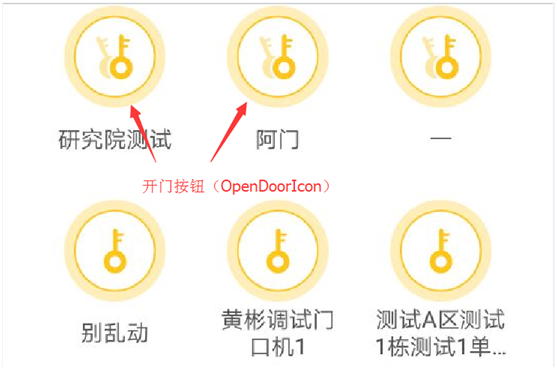 研究院测试
阿门
一
开门按钮（OpenDoorIcon）
别乱动
黄彬调试门
口机1
测试A区测试
1栋测试1单...